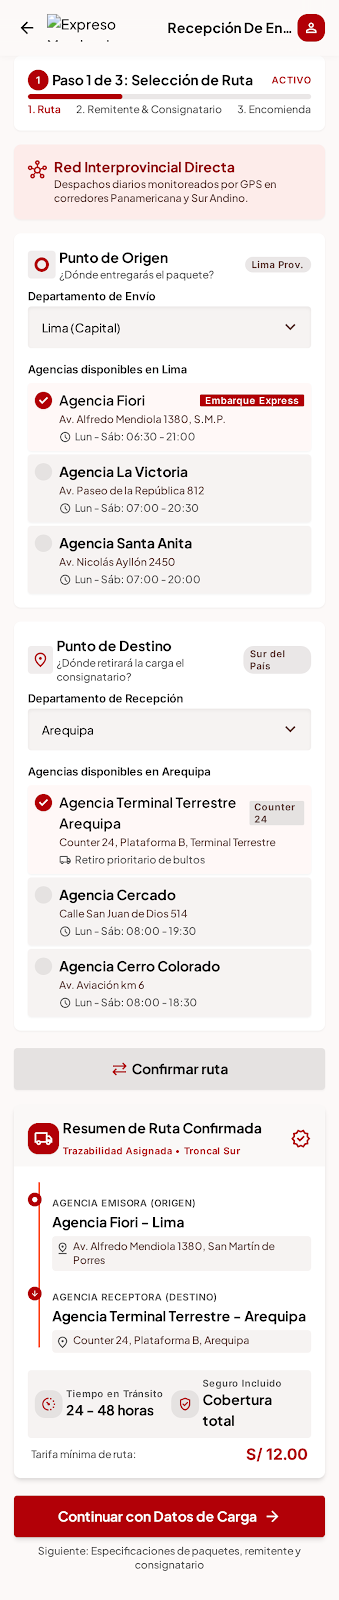 Expreso
Recepción De En...
1 Paso 1 de 3: Selección de Ruta ACTIVO
1. Ruta 2. Remitente & Consignatario 3. Encomienda
Red Interprovincial Directa
Despachos diarios monitoreados por GPS en
corredores Panamericana y Sur Andino.
Punto de Origen
¿Dónde entregarás el paquete?
Lima Prov.
Departamento de Envío
Lima (Capital)
Agencias disponibles en Lima
Agencia Fiori Embarque Express
Av. Alfredo Mendiola 1380, S.M.P.
Lun - Sáb: 06:30 - 21:00
Agencia La Victoria
Av. Paseo de la República 812
Lun - Sáb: 07:00 - 20:30
Agencia Santa Anita
Av. Nicolás Ayllón 2450
Lun - Sáb: 07:00 - 20:00
Punto de Destino
¿Dónde retirará la carga el
consignatario?
Sur del
País
Departamento de Recepción
Arequipa
Agencias disponibles en Arequipa
Agencia Terminal Terrestre
Arequipa
Counter
24
Counter 24, Plataforma B, Terminal Terrestre
Retiro prioritario de bultos
Agencia Cercado
Calle San Juan de Dios 514
Lun - Sáb: 08:00 - 19:30
Agencia Cerro Colorado
Av. Aviación km 6
Lun - Sáb: 08:00 - 18:30
Confirmar ruta
Resumen de Ruta Confirmada
Trazabilidad Asignada • Troncal Sur
AGENCIA EMISORA (ORIGEN)
Agencia Fiori – Lima
Av. Alfredo Mendiola 1380, San Martín de
Porres
AGENCIA RECEPTORA (DESTINO)
Agencia Terminal Terrestre – Arequipa
Counter 24, Plataforma B, Arequipa
Tiempo en Tránsito
24 - 48 horas
Seguro Incluido
Cobertura
total
Tarifa mínima de ruta: S/ 12.00
Continuar con Datos de Carga
Siguiente: Especificaciones de paquetes, remitente y
consignatario